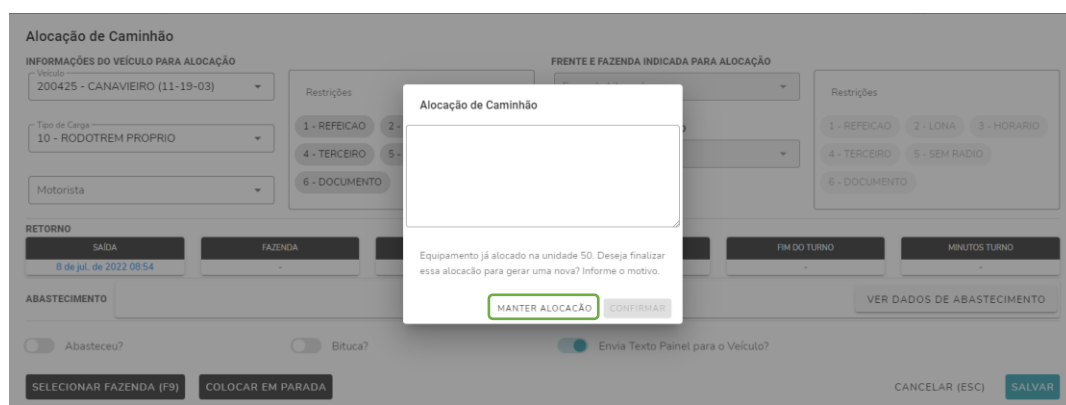 Alocação de Caminhão
INFORMAÇÕES DO VEÍCULO PARA ALOCAÇÃO
FRENTE E FAZENDA INDICADA PARA ALOCAÇÃO
Veículo
200425 - CANAVIEIRO (11-19-03)
Restrições
Restrições
Alocação de Caminhão
Tipo de Carga
10 - RODOTREM PROPRIO
1 - REFEICAO
2 -
1 - REFEICAO
2 - LONA
3 - HORARIO
4 - TERCEIRO
5 -
4 - TERCEIRO
5 - SEM RADIO
6 - DOCUMENTO
6 - DOCUMENTO
Motorista
RETORNO
SAÍDA
FAZENDA
FIM DO TURNO
MINUTOS TURNO
8 de jul. de 2022 08:54
-
-
-
Equipamento já alocado na unidade 50. Deseja finalizar
essa alocacão para gerar uma nova? Informe o motivo.
MANTER ALOCACÃO
CONFIRMAR
ABASTECIMENTO
VER DADOS DE ABASTECIMENTO
Abasteceu?
Bituca?
Envia Texto Painel para o Veículo?
SELECIONAR FAZENDA (F9)
COLOCAR EM PARADA
CANCELAR (ESC)
SALVAR